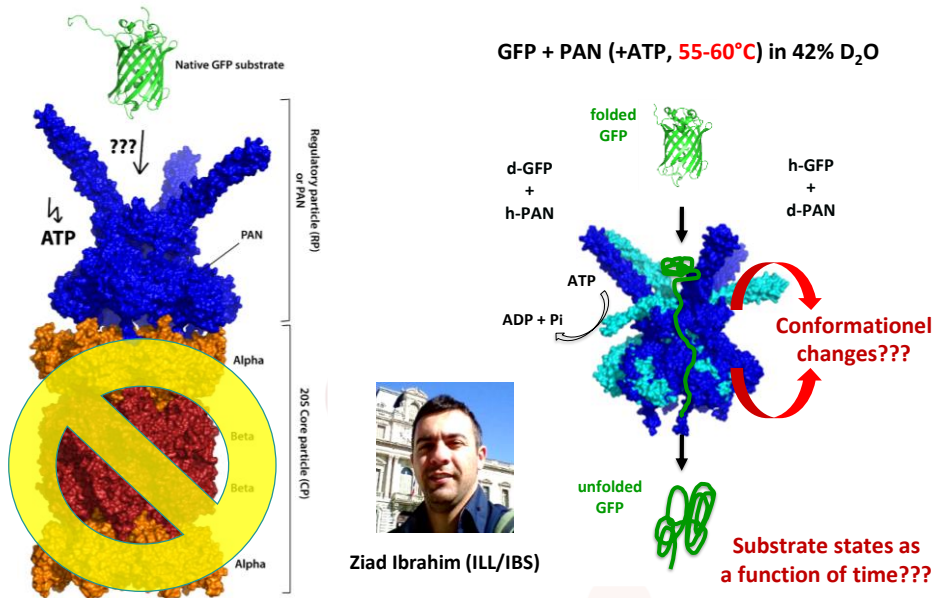 Native GFP substrate
???
ATP
PAN
Regulatory particle (RP)
or PAN
Alpha
Beta
Beta
Alpha
20S Core particle (CP)
Ziad Ibrahim (ILL/IBS)
GFP + PAN (+ATP, 55-60°C) in 42% D₂O
folded
GFP
d-GFP
+
h-PAN
h-GFP
+
d-PAN
ATP
ADP + Pi
Conformationel
changes???
unfolded
GFP
Substrate states as
a function of time???